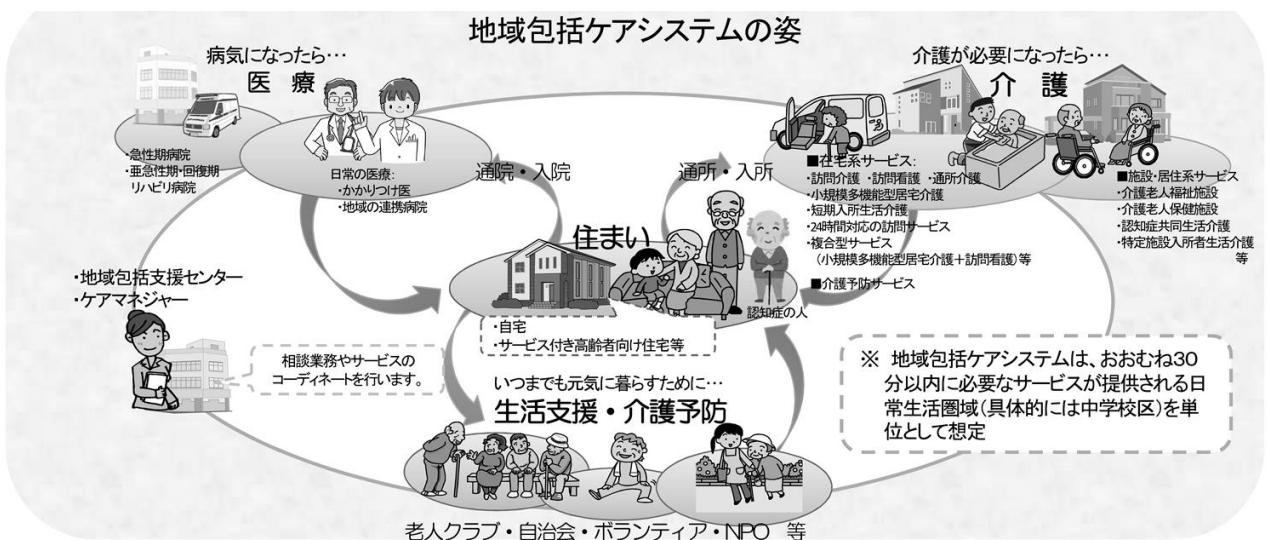 地域包括ケアシステムの姿
病気になったら…
医 療
・急性期病院
・亜急性期・回復期
リハビリ病院
日常の医療:
・かかりつけ医
・地域の連携病院
通院・入院
通所・入所
介護が必要になったら…
介 護
■在宅系サービス:
・訪問介護 ・訪問看護 ・通所介護
・小規模多機能型居宅介護
・短期入所生活介護
・24時間対応の訪問サービス
・複合型サービス
(小規模多機能型居宅介護+訪問看護)等
■介護予防サービス
■施設・居住系サービス
・介護老人福祉施設
・介護老人保健施設
・認知症共同生活介護
・特定施設入所者生活介護
等
住まい
認知症の人
・自宅
・サービス付き高齢者向け住宅等
・地域包括支援センター
・ケアマネジャー
相談業務やサービスの
コーディネートを行います。
いつまでも元気に暮らすために…
生活支援・介護予防
老人クラブ・自治会・ボランティア・NPO 等
※ 地域包括ケアシステムは、おおむね30
分以内に必要なサービスが提供される日
常生活圏域(具体的には中学校区)を単
位として想定